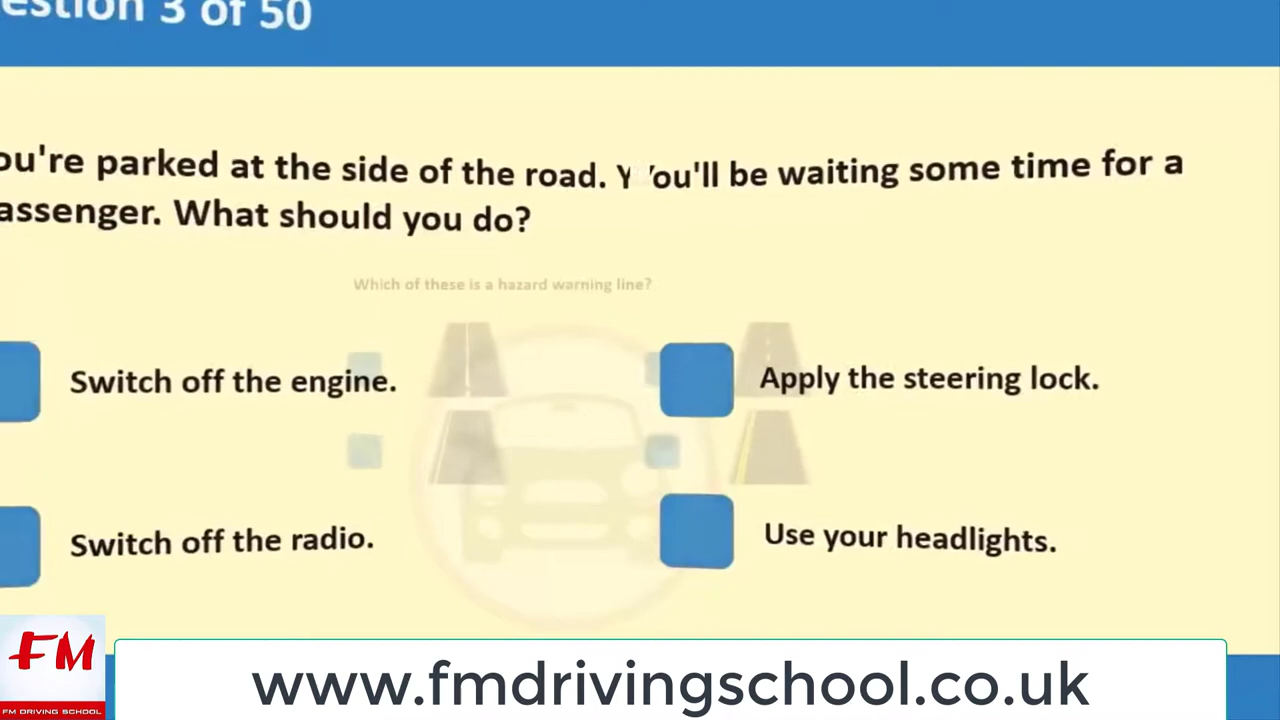 estion 3 of 50
ou're parked at the side of the road. You'll be waiting some time for a
assenger. What should you do?
Which of these is a hazard warning line?
Switch off the engine.
Apply the steering lock.
Switch off the radio.
Use your headlights.
FM
FM DRIVING SCHOOL
www.fmdrivingschool.co.uk